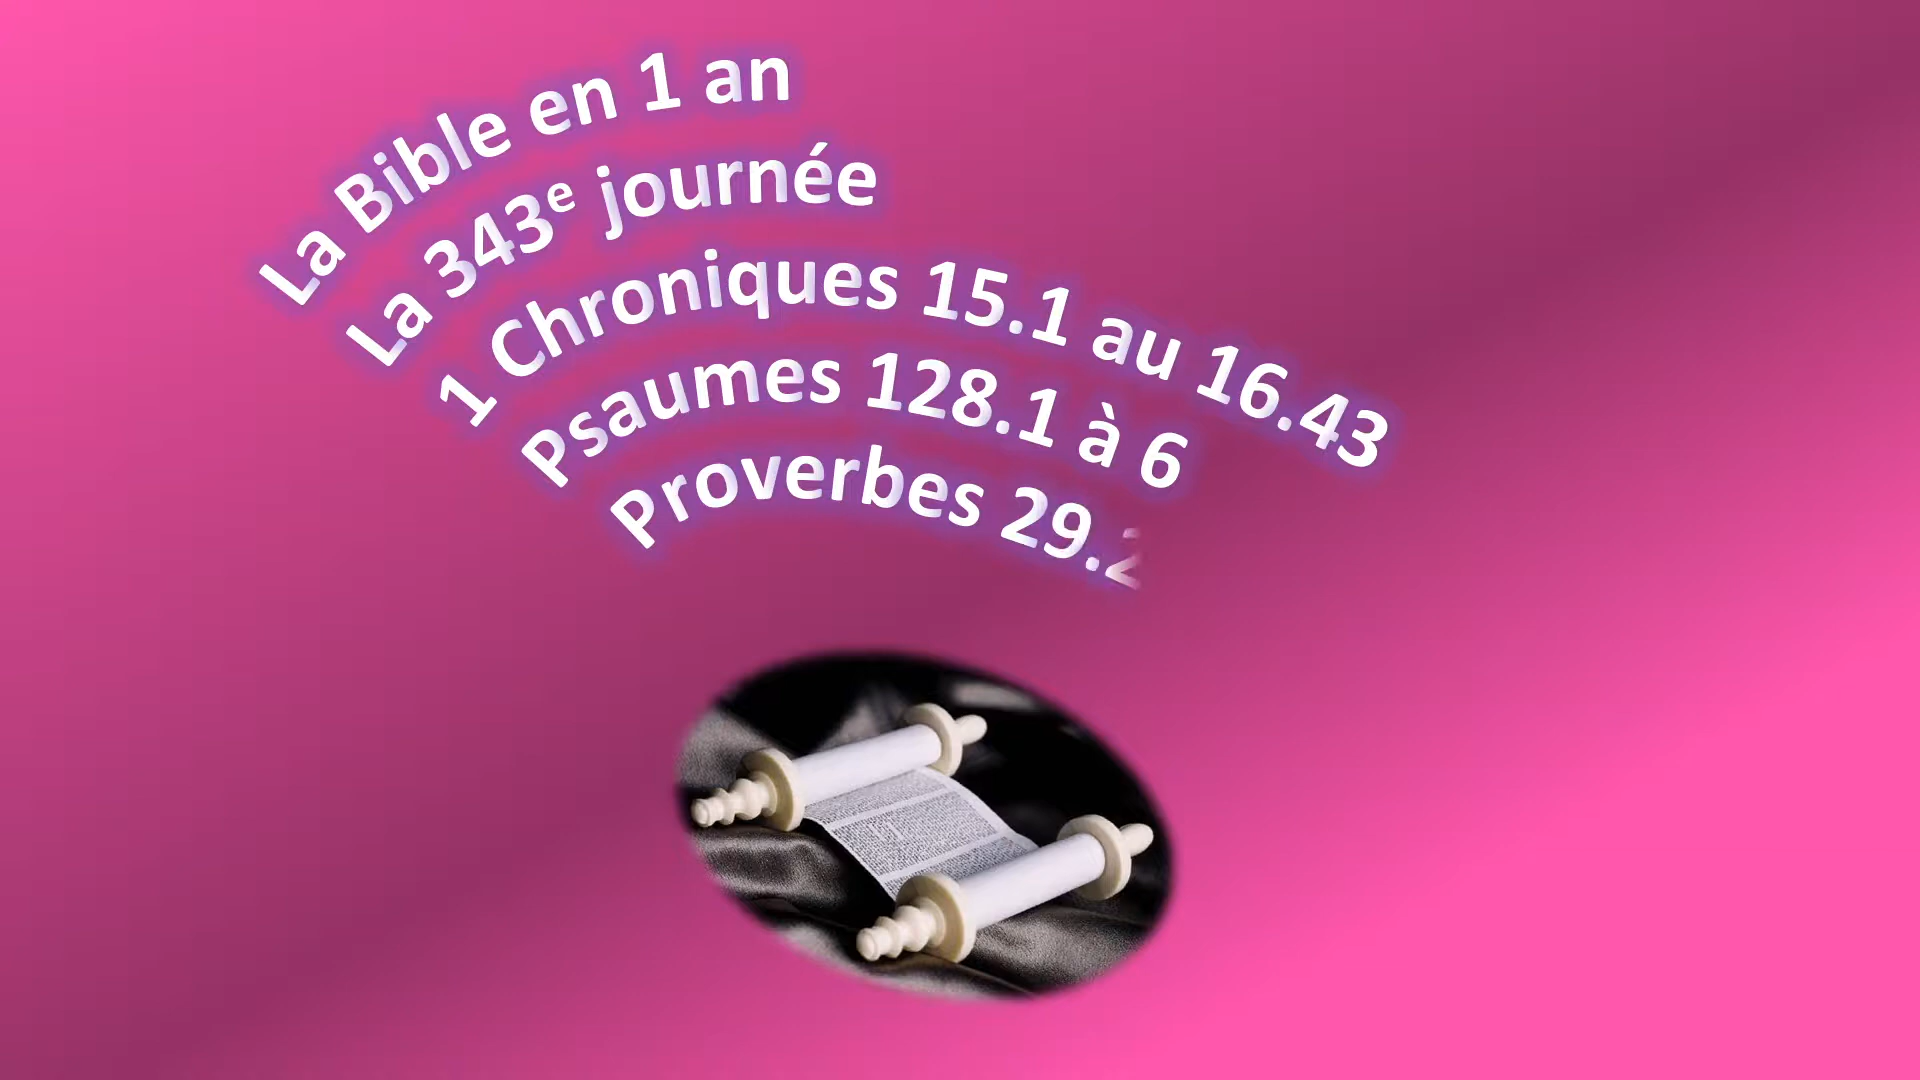 La Bible en 1 an
La 343e journée
1 Chroniques 15.1 au 16.43
Psaumes 128.1 à 6
Proverbes 29.2